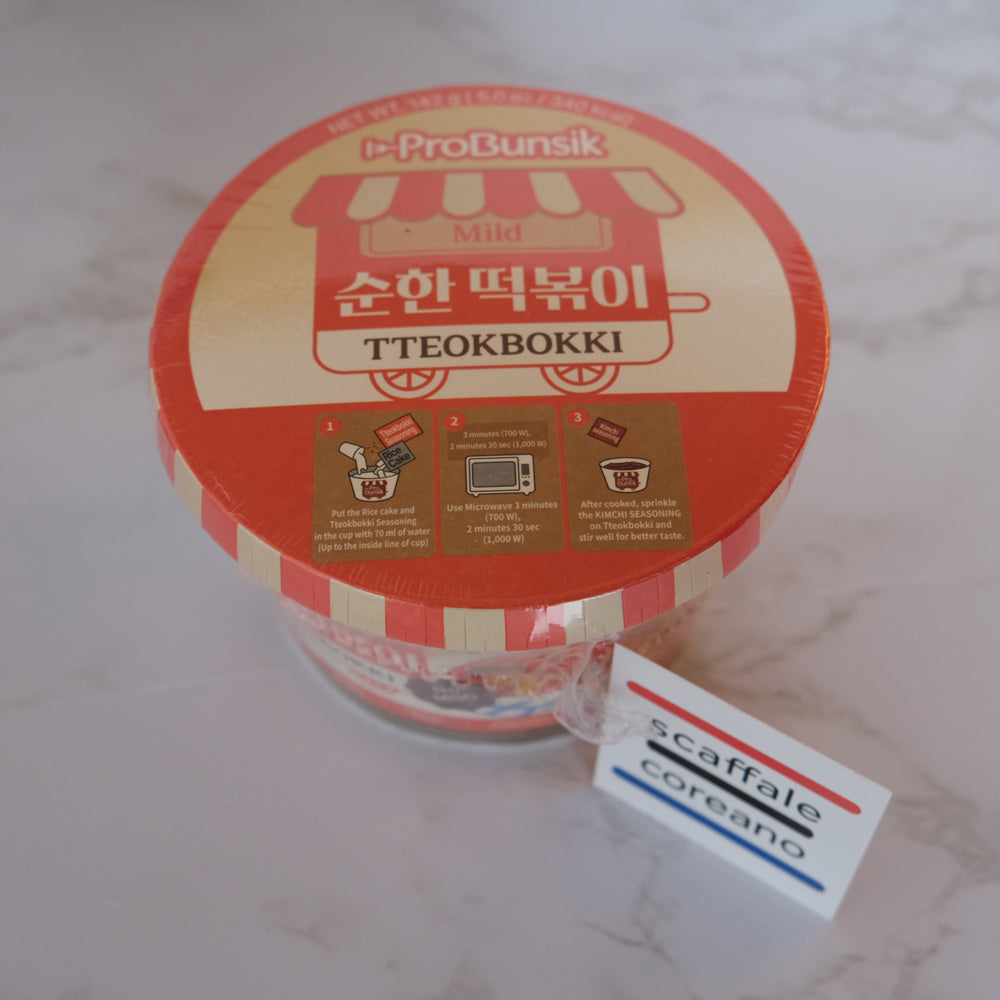 NET WT. 142 g ( 5.0 oz / 340 kcal)
ProBunsik
Mild
순한 떡볶이
TTEOKBOKKI
1
Tteokbokki
Seasoning
Rice
Cake
Pro
Bunsik
Put the Rice cake and
Tteokbokki Seasoning
in the cup with 70 ml of water
(Up to the inside line of cup)
2
3 minutes (700 W),
2 minutes 30 sec (1,000 W)
Use Microwave 3 minutes
(700 W),
2 minutes 30 sec
(1,000 W)
3
Kimchi
seasoning
Pro
Bunsik
After cooked, sprinkle
the KIMCHI SEASONING
on Tteokbokki and
stir well for better taste.
scaffale
coreano